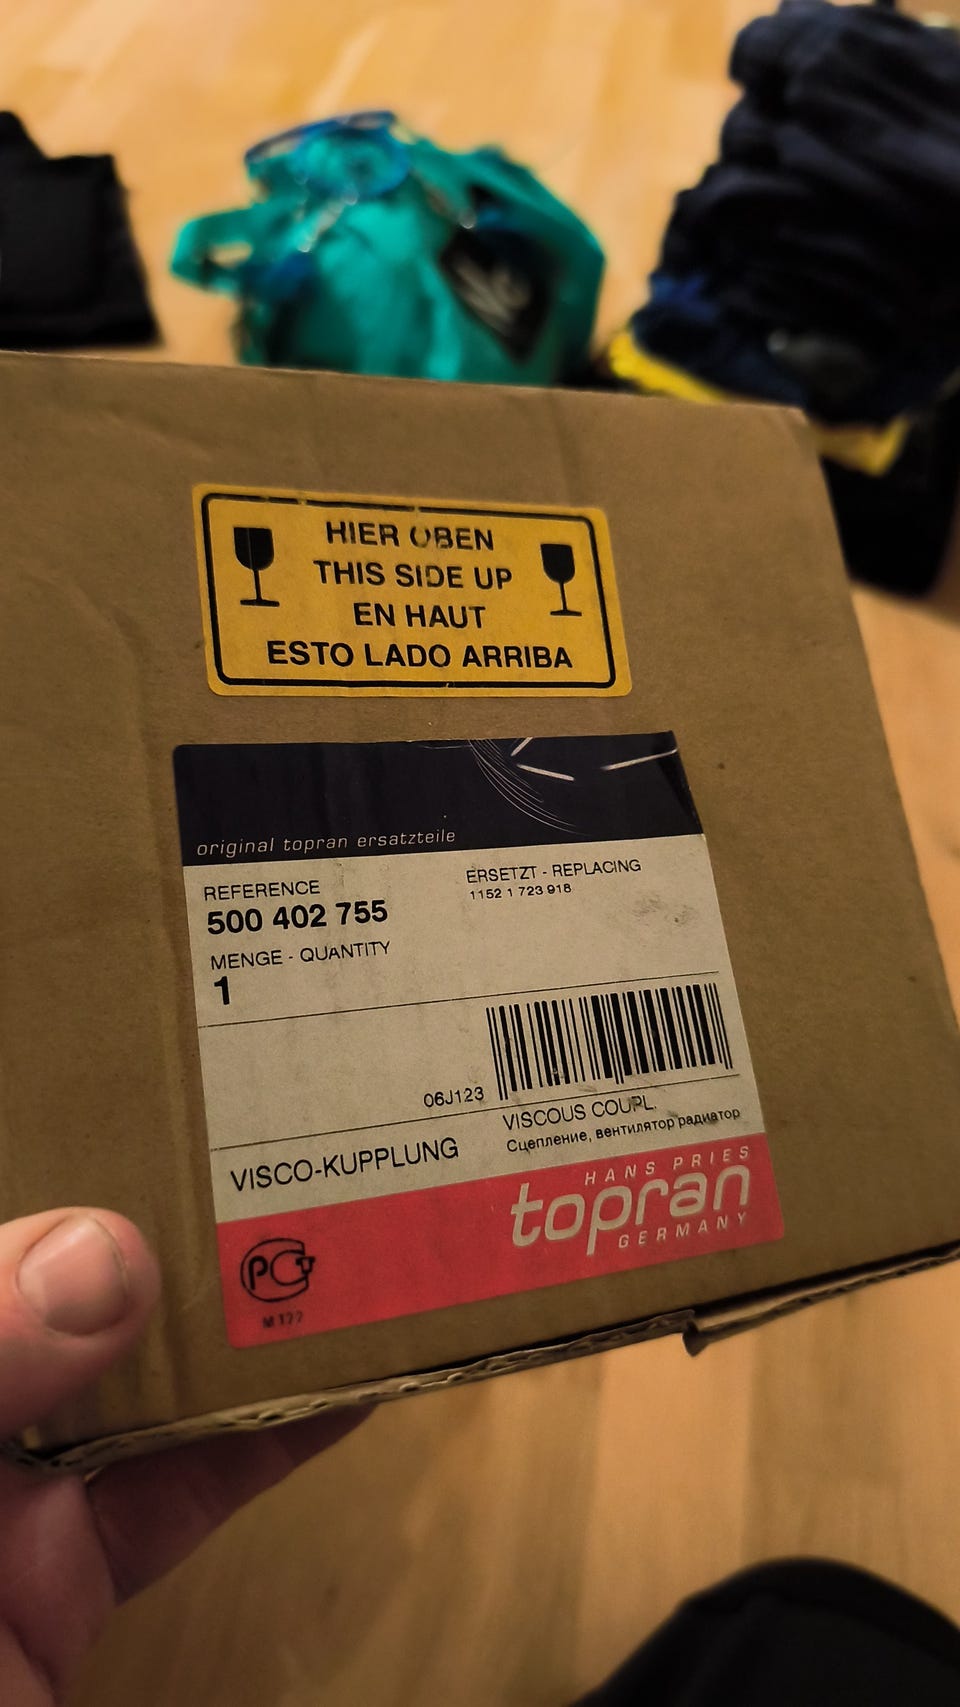 HIER OBEN
THIS SIDE UP
EN HAUT
ESTO LADO ARRIBA
original topran ersatzteile
REFERENCE
500 402 755
MENGE - QUANTITY
1
ERSETZT - REPLACING
1152 1 723 918
06J123
VISCO-KUPPLUNG
VISCOUS COUPL.
Сцепление, вентилятор радиатор
HANS PRIES
topran
GERMANY